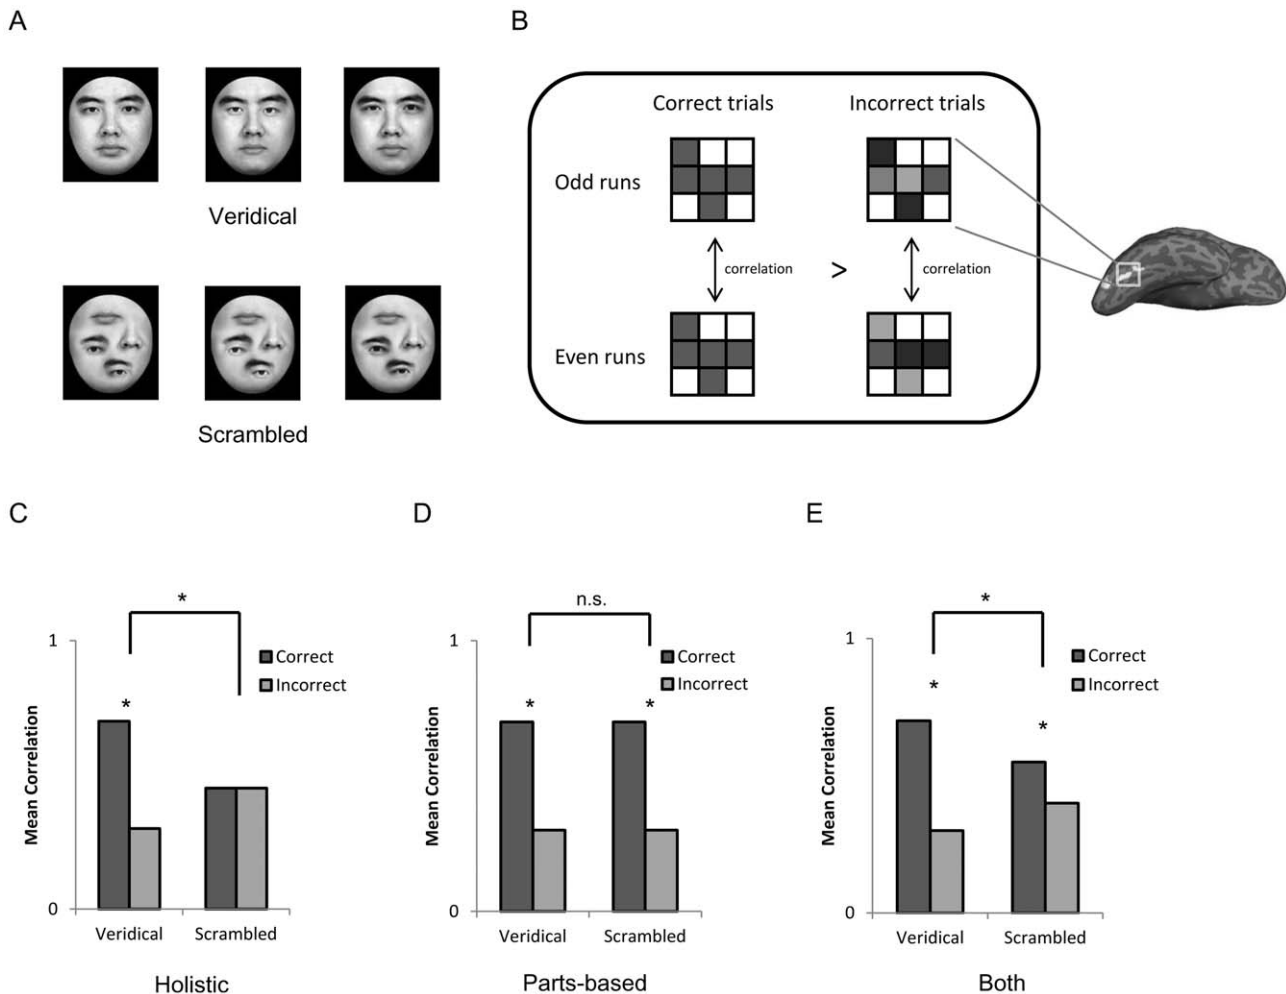 A
B
Veridical
Scrambled
Correct trials
Incorrect trials
Odd runs
correlation
>
correlation
Even runs
C
D
E
*
1
Correct
Incorrect
*
Mean Correlation
0
Veridical
Scrambled
Holistic
n.s.
1
Correct
Incorrect
*
*
Mean Correlation
0
Veridical
Scrambled
Parts-based
*
1
Correct
Incorrect
*
*
Mean Correlation
0
Veridical
Scrambled
Both